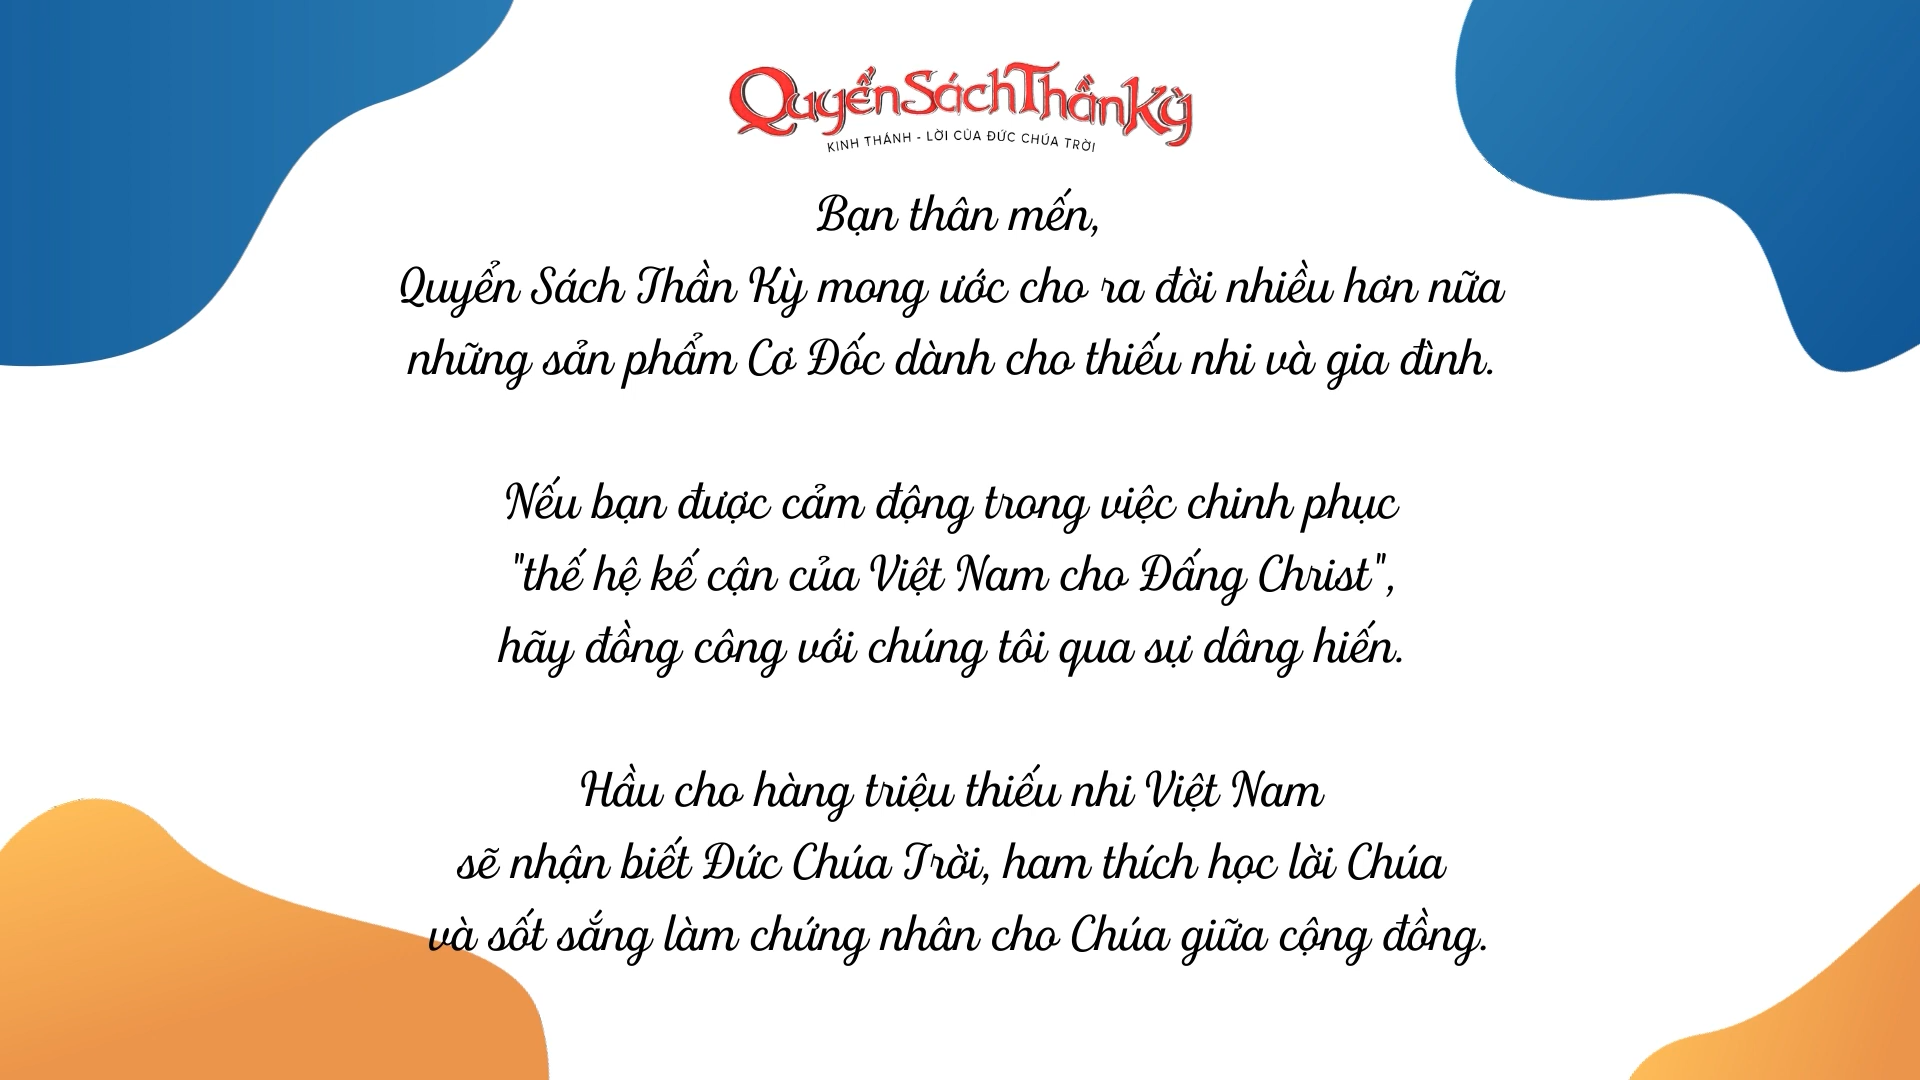 Quyển Sách Thần Kỳ
KINH THÁNH - LỜI CỦA ĐỨC CHÚA TRỜI
Bạn thân mến,
Quyển Sách Thần Kỳ mong ước cho ra đời nhiều hơn nữa
những sản phẩm Cơ Đốc dành cho thiếu nhi và gia đình.
Nếu bạn được cảm động trong việc chinh phục
"thế hệ kế cận của Việt Nam cho Đấng Christ",
hãy đồng công với chúng tôi qua sự dâng hiến.
Hầu cho hàng triệu thiếu nhi Việt Nam
sẽ nhận biết Đức Chúa Trời, ham thích học lời Chúa
và sốt sắng làm chứng nhân cho Chúa giữa cộng đồng.